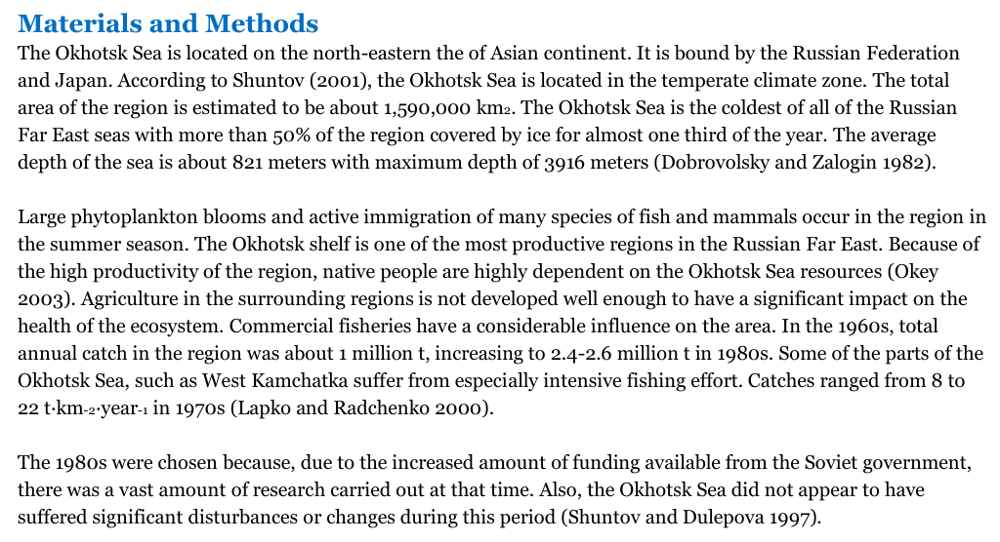 Materials and Methods
The Okhotsk Sea is located on the north-eastern the of Asian continent. It is bound by the Russian Federation
and Japan. According to Shuntov (2001), the Okhotsk Sea is located in the temperate climate zone. The total
area of the region is estimated to be about 1,590,000 km2. The Okhotsk Sea is the coldest of all of the Russian
Far East seas with more than 50% of the region covered by ice for almost one third of the year. The average
depth of the sea is about 821 meters with maximum depth of 3916 meters (Dobrovolsky and Zalogin 1982).
Large phytoplankton blooms and active immigration of many species of fish and mammals occur in the region in
the summer season. The Okhotsk shelf is one of the most productive regions in the Russian Far East. Because of
the high productivity of the region, native people are highly dependent on the Okhotsk Sea resources (Okey
2003). Agriculture in the surrounding regions is not developed well enough to have a significant impact on the
health of the ecosystem. Commercial fisheries have a considerable influence on the area. In the 1960s, total
annual catch in the region was about 1 million t, increasing to 2.4-2.6 million t in 1980s. Some of the parts of the
Okhotsk Sea, such as West Kamchatka suffer from especially intensive fishing effort. Catches ranged from 8 to
22 t·km-2·year-1 in 1970s (Lapko and Radchenko 2000).
The 1980s were chosen because, due to the increased amount of funding available from the Soviet government,
there was a vast amount of research carried out at that time. Also, the Okhotsk Sea did not appear to have
suffered significant disturbances or changes during this period (Shuntov and Dulepova 1997).